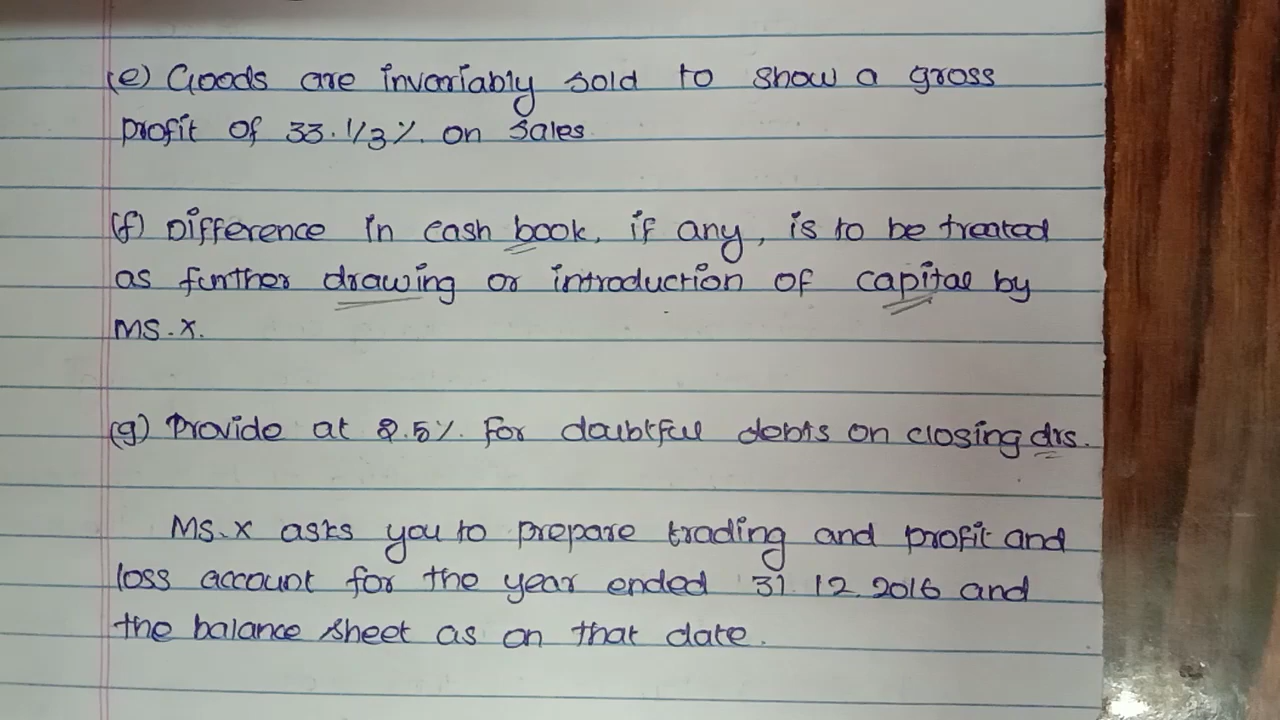 (e) Goods are invariably sold to show a gross
profit of 33.1/3%. on sales.
(f) Difference in cash book, if any, is to be treated
as further drawing or introduction of capital by
MS.X.
(g) Provide at 2.5%. for doubtful debts on closing drs.
MS.X asks you to prepare trading and profit and
loss account for the year ended 31.12.2016 and
the balance sheet as on that date.